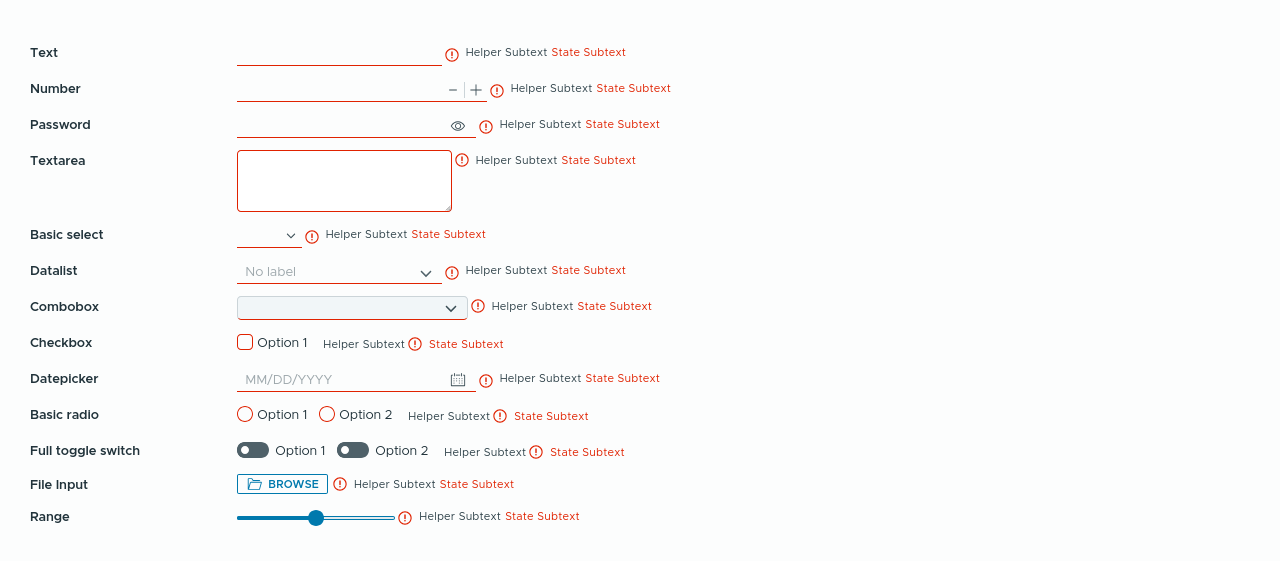 Text Helper Subtext State Subtext
Number Helper Subtext State Subtext
Password Helper Subtext State Subtext
Textarea Helper Subtext State Subtext
Basic select Helper Subtext State Subtext
Datalist No label Helper Subtext State Subtext
Combobox Helper Subtext State Subtext
Checkbox Option 1 Helper Subtext State Subtext
Datepicker MM/DD/YYYY Helper Subtext State Subtext
Basic radio Option 1 Option 2 Helper Subtext State Subtext
Full toggle switch Option 1 Option 2 Helper Subtext State Subtext
File Input BROWSE Helper Subtext State Subtext
Range Helper Subtext State Subtext